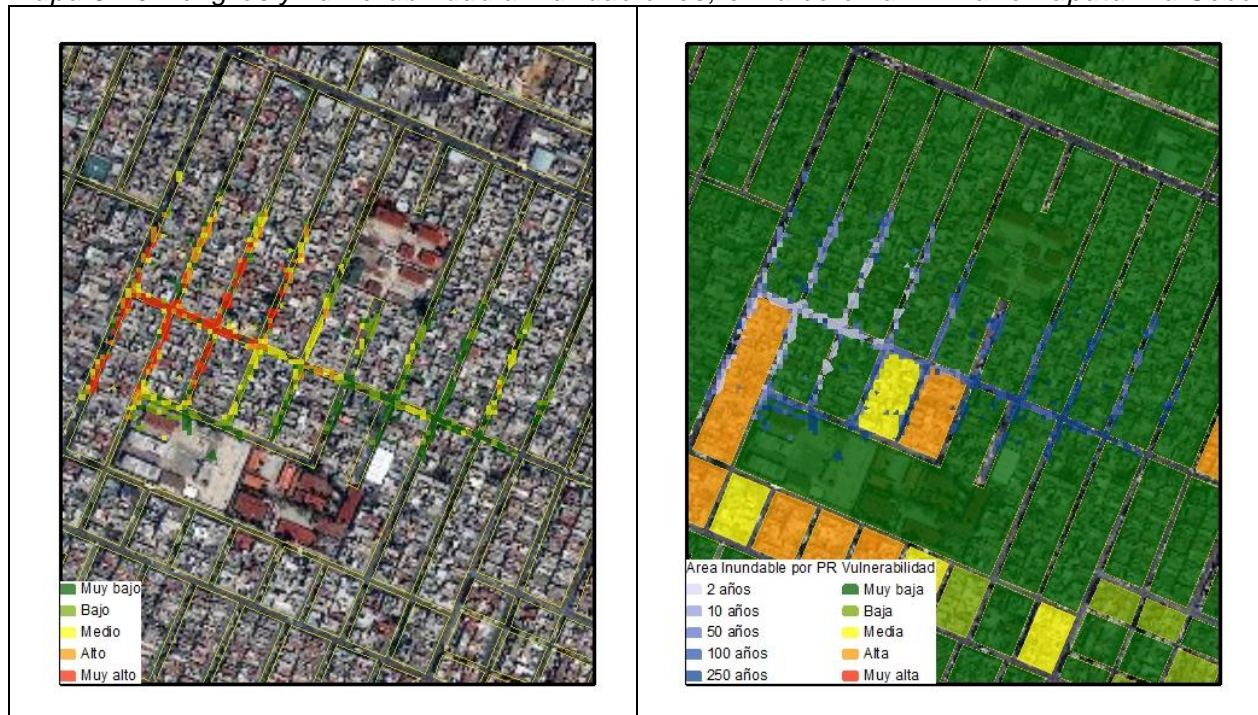 Muy bajo
Bajo
Medio
Alto
Muy alto
Area Inundable por PR Vulnerabilidad
2 años Muy baja
10 años Baja
50 años Media
100 años Alta
250 años Muy alta